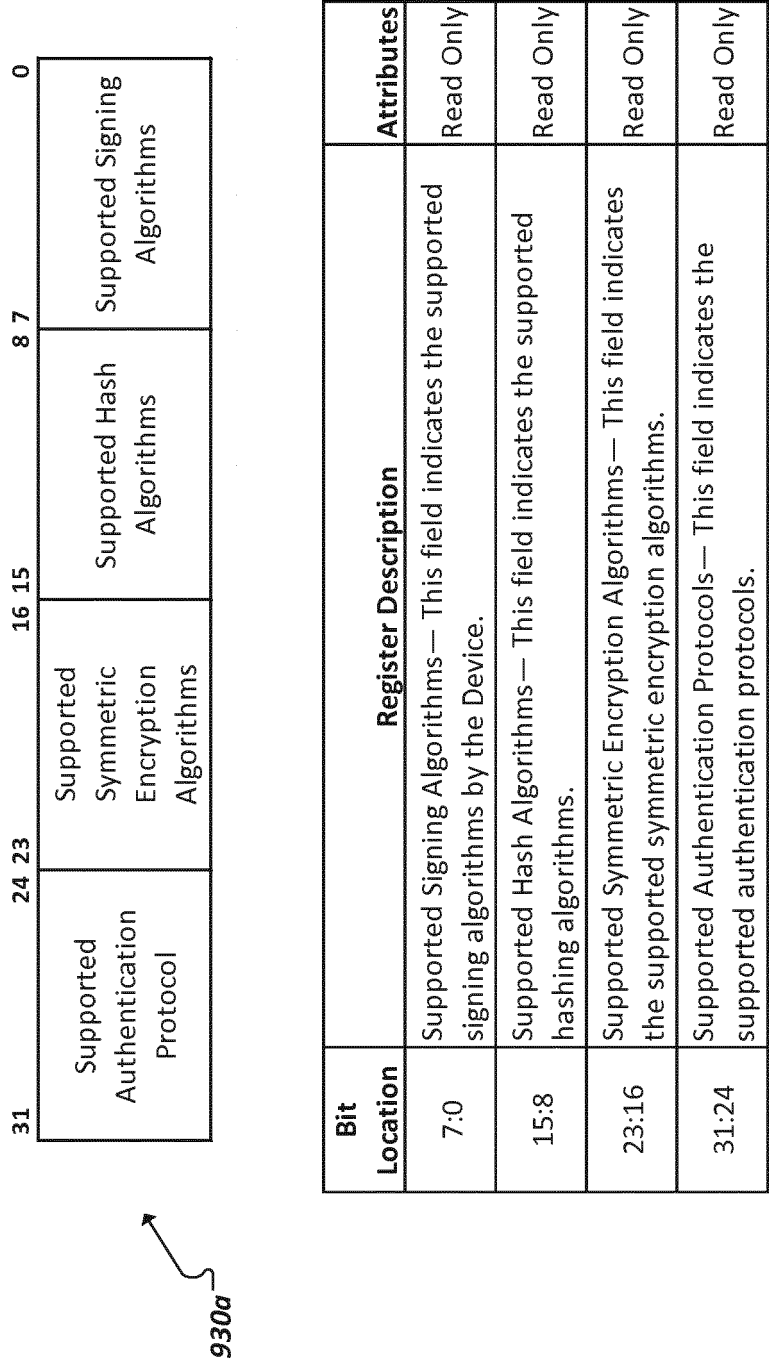 31
24 23
16 15
8 7
0
Supported
Authentication
Protocol
Supported
Symmetric
Encryption
Algorithms
Supported Hash
Algorithms
Supported Signing
Algorithms
930a
Bit
Location
Register Description
Attributes
7:0
Supported Signing Algorithms— This field indicates the supported
signing algorithms by the Device.
Read Only
15:8
Supported Hash Algorithms— This field indicates the supported
hashing algorithms.
Read Only
23:16
Supported Symmetric Encryption Algorithms— This field indicates
the supported symmetric encryption algorithms.
Read Only
31:24
Supported Authentication Protocols— This field indicates the
supported authentication protocols.
Read Only